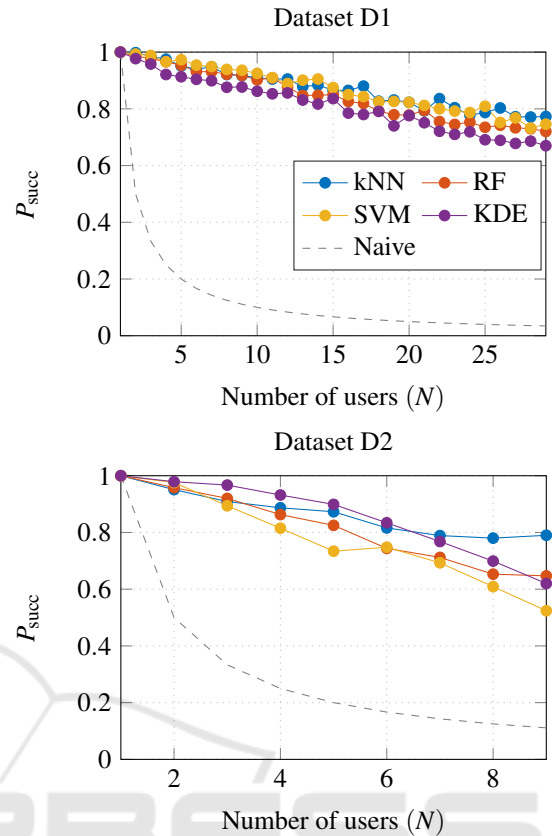 Dataset D1
1
0.8
0.6
0.4
0.2
0
P_succ
kNN RF
SVM KDE
Naive
5 10 15 20 25
Number of users (N)
Dataset D2
1
0.8
0.6
0.4
0.2
0
P_succ
2 4 6 8
Number of users (N)